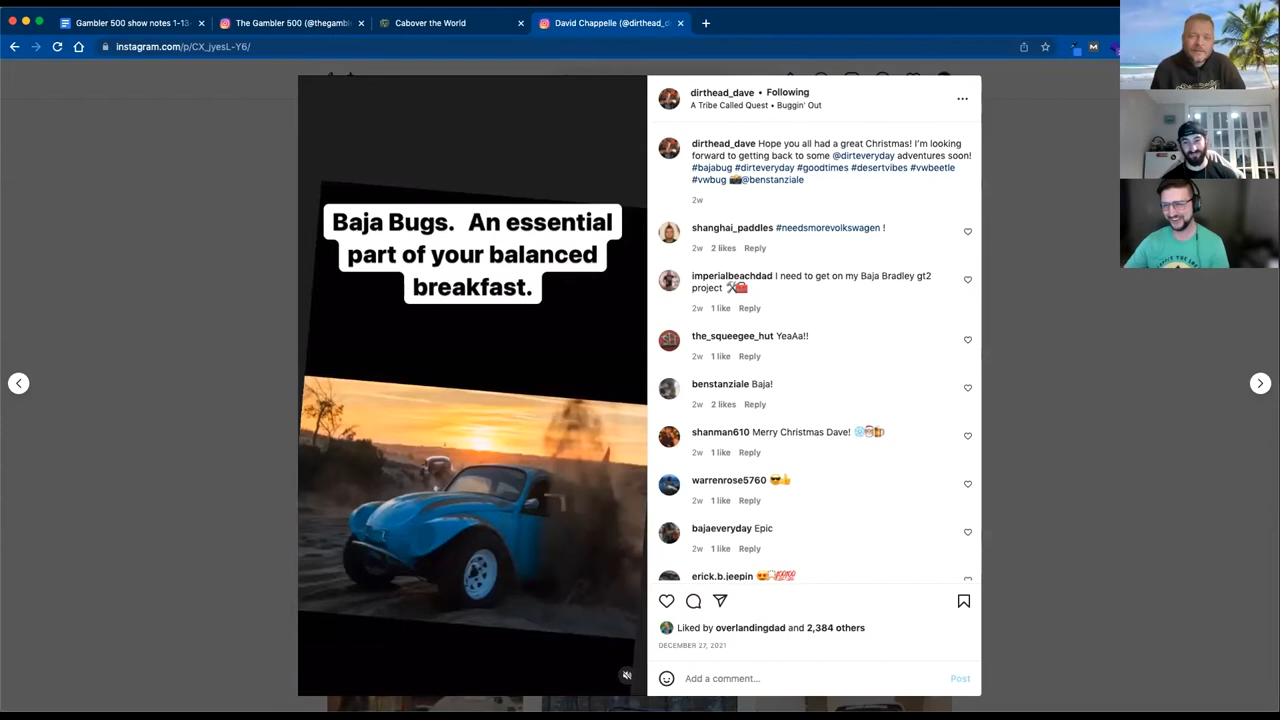 Gambler 500 show notes 1-13-
The Gambler 500 (@thegamble
Cabover the World
David Chappelle (@dirthead_d
instagram.com/p/CX_jyesL-Y6/
Baja Bugs. An essential
part of your balanced
breakfast.
dirthead_dave • Following
A Tribe Called Quest • Buggin' Out
dirthead_dave Hope you all had a great Christmas! I'm looking
forward to getting back to some @dirteveryday adventures soon!
#bajabug #dirteveryday #goodtimes #desertvibes #vwbeetle
#vwbug 📸@benstanziale
2w
shanghai_paddles #needsmorevolkswagen !
2w 2 likes Reply
imperialbeachdad I need to get on my Baja Bradley gt2
project 🛠🧰
2w 1 like Reply
the_squeegee_hut YeaAa!!
2w 1 like Reply
benstanziale Baja!
2w 2 likes Reply
shanman610 Merry Christmas Dave!
2w 1 like Reply
warrenrose5760 😎👍
2w 1 like Reply
bajaeveryday Epic
2w 1 like Reply
erick.b.jeepin
Liked by overlandingdad and 2,384 others
DECEMBER 27, 2021
Add a comment...
Post